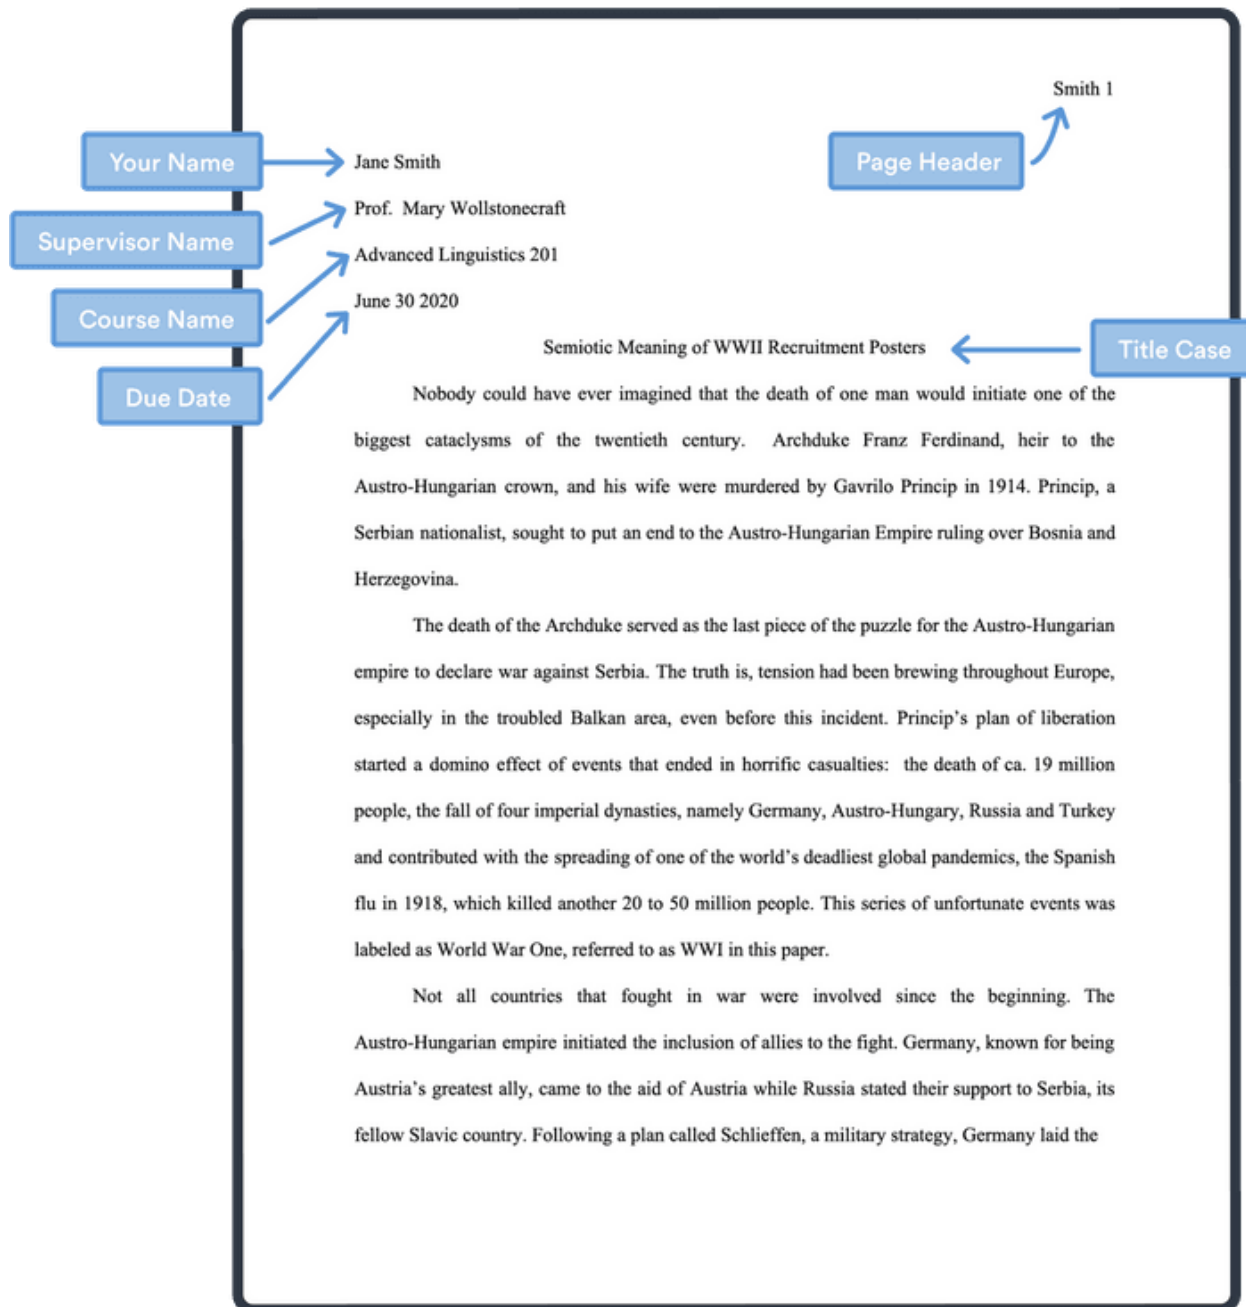 Smith 1
Page Header
Your Name
Jane Smith
Supervisor Name
Prof.  Mary Wollstonecraft
Course Name
Advanced Linguistics 201
Due Date
June 30 2020
Semiotic Meaning of WWII Recruitment Posters
Title Case
Nobody could have ever imagined that the death of one man would initiate one of the
biggest cataclysms of the twentieth century.  Archduke Franz Ferdinand, heir to the
Austro-Hungarian crown, and his wife were murdered by Gavrilo Princip in 1914. Princip, a
Serbian nationalist, sought to put an end to the Austro-Hungarian Empire ruling over Bosnia and
Herzegovina.
The death of the Archduke served as the last piece of the puzzle for the Austro-Hungarian
empire to declare war against Serbia. The truth is, tension had been brewing throughout Europe,
especially in the troubled Balkan area, even before this incident. Princip’s plan of liberation
started a domino effect of events that ended in horrific casualties:  the death of ca. 19 million
people, the fall of four imperial dynasties, namely Germany, Austro-Hungary, Russia and Turkey
and contributed with the spreading of one of the world’s deadliest global pandemics, the Spanish
flu in 1918, which killed another 20 to 50 million people. This series of unfortunate events was
labeled as World War One, referred to as WWI in this paper.
Not all countries that fought in war were involved since the beginning. The
Austro-Hungarian empire initiated the inclusion of allies to the fight. Germany, known for being
Austria’s greatest ally, came to the aid of Austria while Russia stated their support to Serbia, its
fellow Slavic country. Following a plan called Schlieffen, a military strategy, Germany laid the